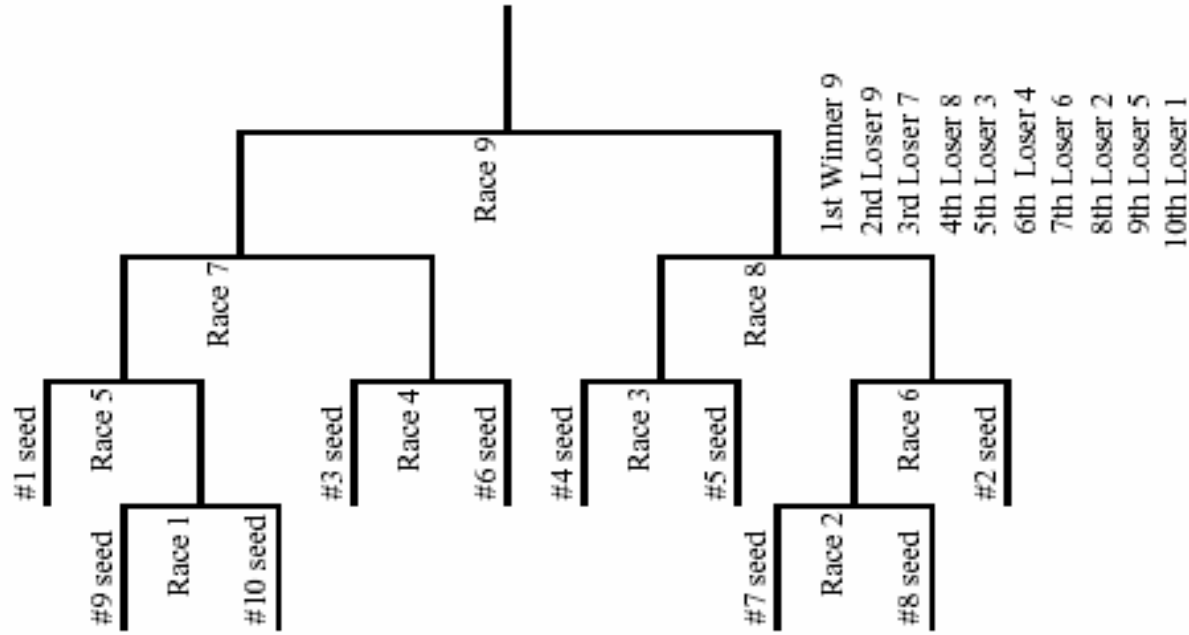 #1 seed
Race 5
#9 seed
Race 1
#10 seed
Race 7
#3 seed
Race 4
#6 seed
Race 9
#4 seed
Race 3
#5 seed
Race 8
#7 seed
Race 2
#8 seed
Race 6
#2 seed
1st Winner 9
2nd Loser 9
3rd Loser 7
4th Loser 8
5th Loser 3
6th Loser 4
7th Loser 6
8th Loser 2
9th Loser 5
10th Loser 1